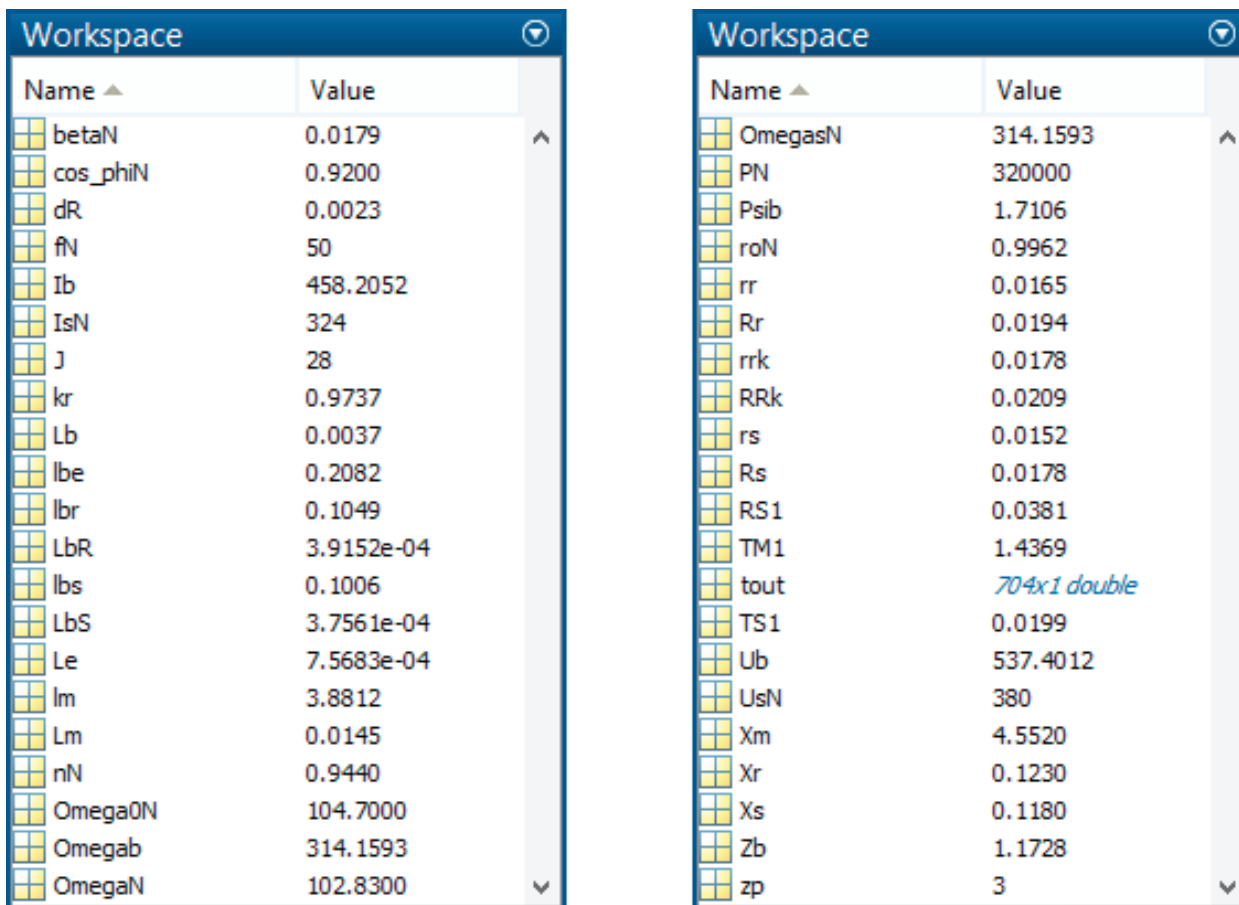 Workspace
Name Value
betaN 0.0179
cos_phiN 0.9200
dR 0.0023
fN 50
Ib 458.2052
IsN 324
J 28
kr 0.9737
Lb 0.0037
lbe 0.2082
lbr 0.1049
LbR 3.9152e-04
lbs 0.1006
LbS 3.7561e-04
Le 7.5683e-04
lm 3.8812
Lm 0.0145
nN 0.9440
Omega0N 104.7000
Omegab 314.1593
OmegaN 102.8300
Workspace
Name Value
OmegasN 314.1593
PN 320000
Psib 1.7106
roN 0.9962
rr 0.0165
Rr 0.0194
rrk 0.0178
RRk 0.0209
rs 0.0152
Rs 0.0178
RS1 0.0381
TM1 1.4369
tout 704x1 double
TS1 0.0199
Ub 537.4012
UsN 380
Xm 4.5520
Xr 0.1230
Xs 0.1180
Zb 1.1728
zp 3